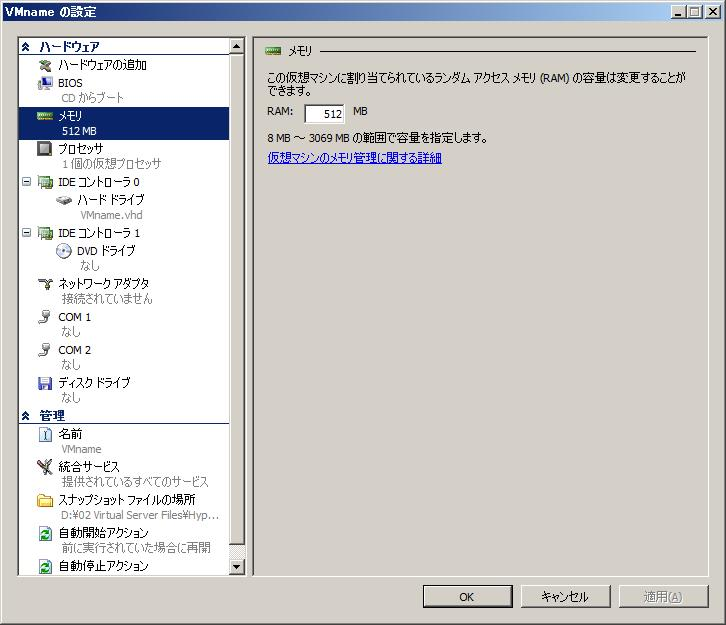 VMname の設定
ハードウェア
ハードウェアの追加
BIOS
CD からブート
メモリ
512 MB
プロセッサ
1 個の仮想プロセッサ
IDE コントローラ 0
ハード ドライブ
VMname.vhd
IDE コントローラ 1
DVD ドライブ
なし
ネットワーク アダプタ
接続されていません
COM 1
なし
COM 2
なし
ディスク ドライブ
なし
管理
名前
VMname
統合サービス
提供されているすべてのサービス
スナップショット ファイルの場所
D:¥02 Virtual Server Files¥Hyp...
自動開始アクション
前に実行されていた場合に再開
自動停止アクション
メモリ
この仮想マシンに割り当てられているランダム アクセス メモリ (RAM) の容量は変更することが
できます。
RAM: 512 MB
8 MB ～ 3069 MB の範囲で容量を指定します。
仮想マシンのメモリ管理に関する詳細
OK キャンセル 適用(A)